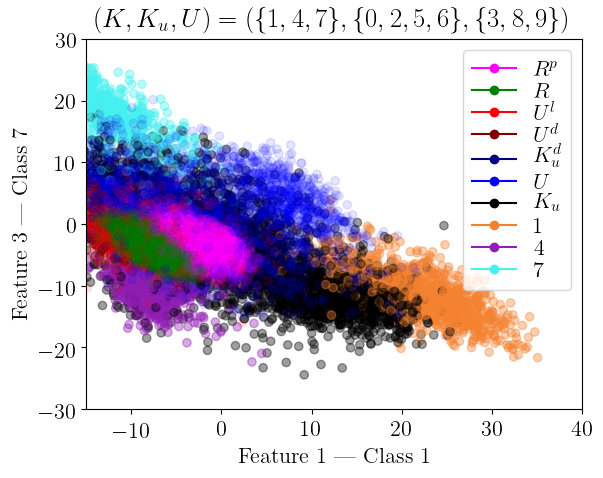 (K, K_u, U) = ({1, 4, 7}, {0, 2, 5, 6}, {3, 8, 9})
30
20
10
0
−10
−20
−30
Feature 3 — Class 7
R^p
R
U^l
U^d
K_u^d
U
K_u
1
4
7
−10
0
10
20
30
40
Feature 1 — Class 1